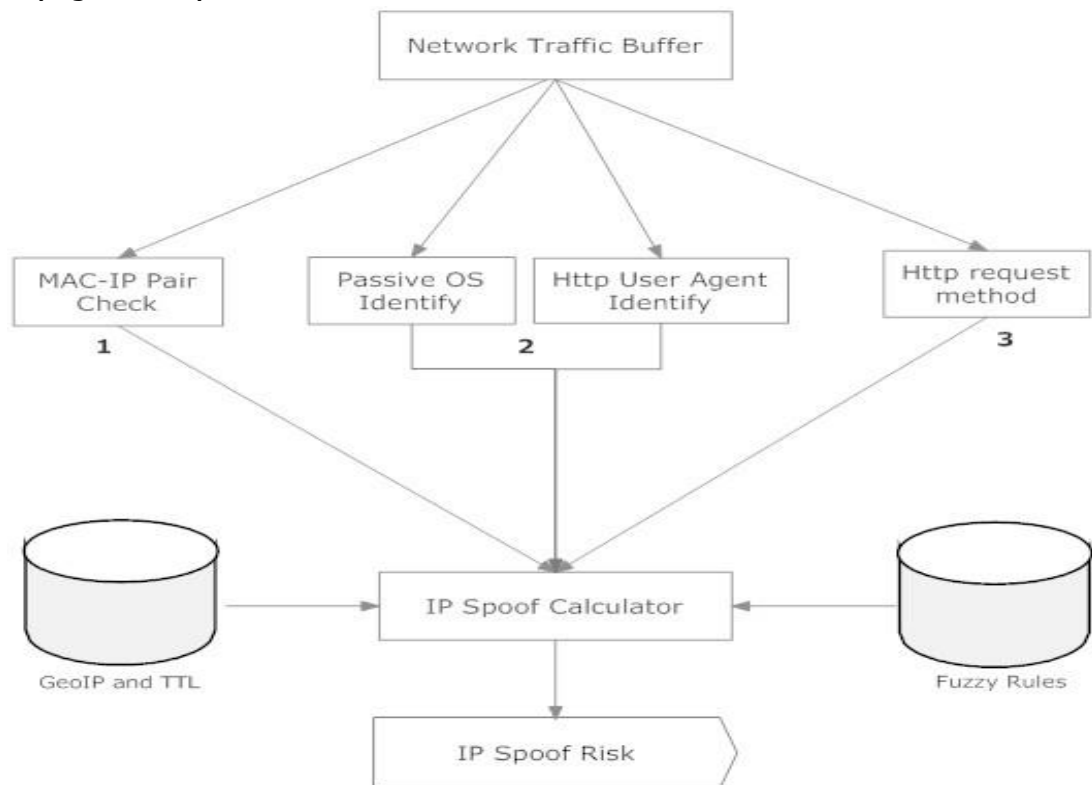 Network Traffic Buffer
MAC-IP Pair
Check
Passive OS
Identify
Http User Agent
Identify
Http request
method
1
2
3
IP Spoof Calculator
GeoIP and TTL
Fuzzy Rules
IP Spoof Risk